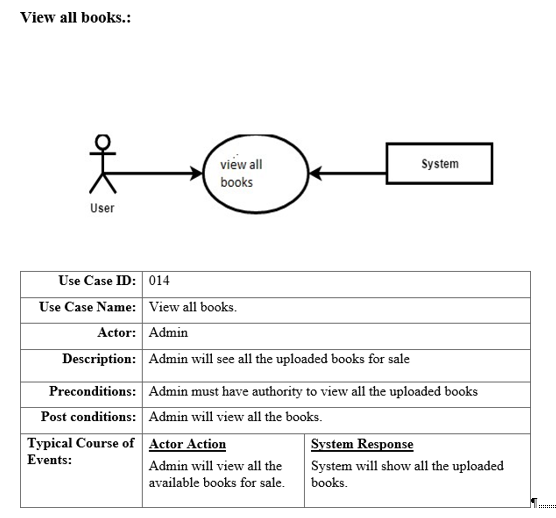 View all books.:
view all
books
System
User
Use Case ID: 014
Use Case Name: View all books.
Actor: Admin
Description: Admin will see all the uploaded books for sale
Preconditions: Admin must have authority to view all the uploaded books
Post conditions: Admin will view all the books.
Typical Course of Events:
Actor Action
Admin will view all the
available books for sale.
System Response
System will show all the uploaded
books.
¶